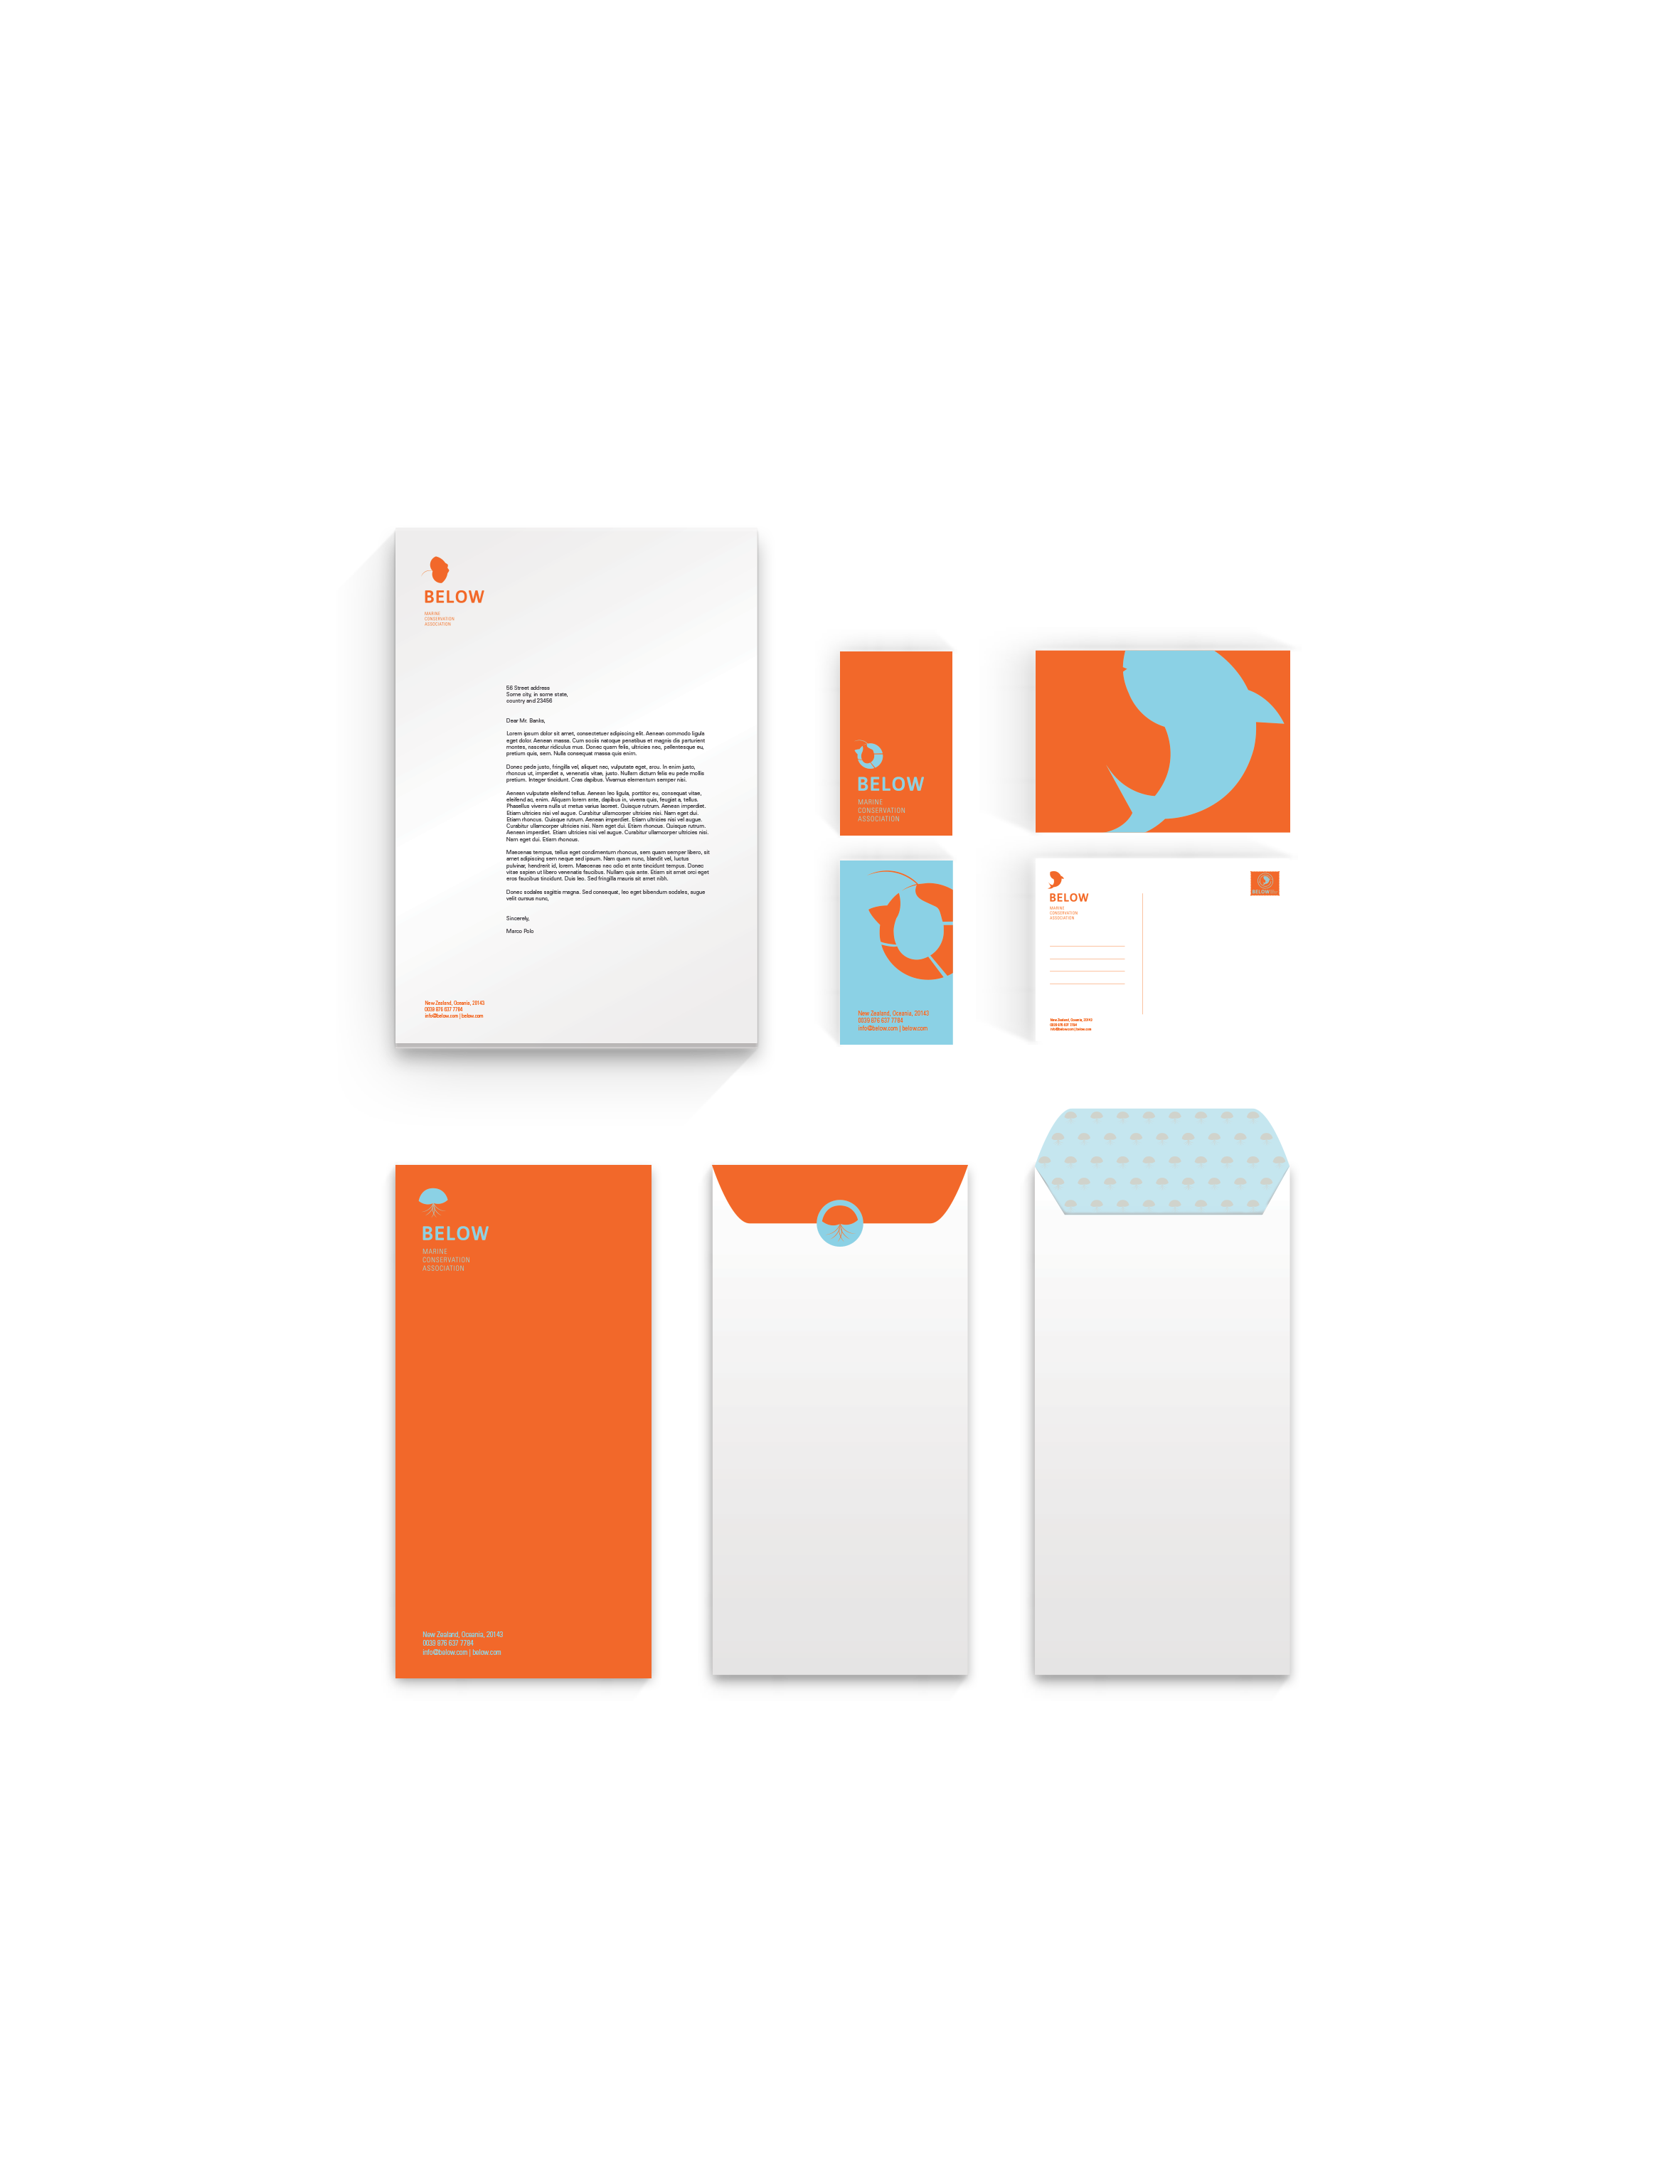 BELOW
MARINE
CONSERVATION
ASSOCIATION
56 Street address
Some city, in some state,
country and 23456
Dear Mr. Banks,
Lorem ipsum dolor sit amet, consectetuer adipiscing elit. Aenean commodo ligula
eget dolor. Aenean massa. Cum sociis natoque penatibus et magnis dis parturient
montes, nascetur ridiculus mus. Donec quam felis, ultricies nec, pellentesque eu,
pretium quis, sem. Nulla consequat massa quis enim.
Donec pede justo, fringilla vel, aliquet nec, vulputate eget, arcu. In enim justo,
rhoncus ut, imperdiet a, venenatis vitae, justo. Nullam dictum felis eu pede mollis
pretium. Integer tincidunt. Cras dapibus. Vivamus elementum semper nisi.
Aenean vulputate eleifend tellus. Aenean leo ligula, porttitor eu, consequat vitae,
eleifend ac, enim. Aliquam lorem ante, dapibus in, viverra quis, feugiat a, tellus.
Phasellus viverra nulla ut metus varius laoreet. Quisque rutrum. Aenean imperdiet.
Etiam ultricies nisi vel augue. Curabitur ullamcorper ultricies nisi. Nam eget dui.
Etiam rhoncus. Quisque rutrum. Aenean imperdiet. Etiam ultricies nisi vel augue.
Curabitur ullamcorper ultricies nisi. Nam eget dui. Etiam rhoncus. Quisque rutrum.
Aenean imperdiet. Etiam ultricies nisi vel augue. Curabitur ullamcorper ultricies nisi.
Nam eget dui. Etiam rhoncus.
Maecenas tempus, tellus eget condimentum rhoncus, sem quam semper libero, sit
amet adipiscing sem neque sed ipsum. Nam quam nunc, blandit vel, luctus
pulvinar, hendrerit id, lorem. Maecenas nec odio et ante tincidunt tempus. Donec
vitae sapien ut libero venenatis faucibus. Nullam quis ante. Etiam sit amet orci eget
eros faucibus tincidunt. Duis leo. Sed fringilla mauris sit amet nibh.
Donec sodales sagittis magna. Sed consequat, leo eget bibendum sodales, augue
velit cursus nunc,
Sincerely,
Marco Polo
New Zealand, Oceania, 20143
0039 876 637 7784
info@below.com | below.com
BELOW
MARINE
CONSERVATION
ASSOCIATION
New Zealand, Oceania, 20143
0039 876 637 7784
info@below.com | below.com
BELOW
MARINE
CONSERVATION
ASSOCIATION
BELOW
New Zealand, Oceania, 20143
0039 876 637 7784
info@below.com | below.com
BELOW
MARINE
CONSERVATION
ASSOCIATION
New Zealand, Oceania, 20143
0039 876 637 7784
info@below.com | below.com